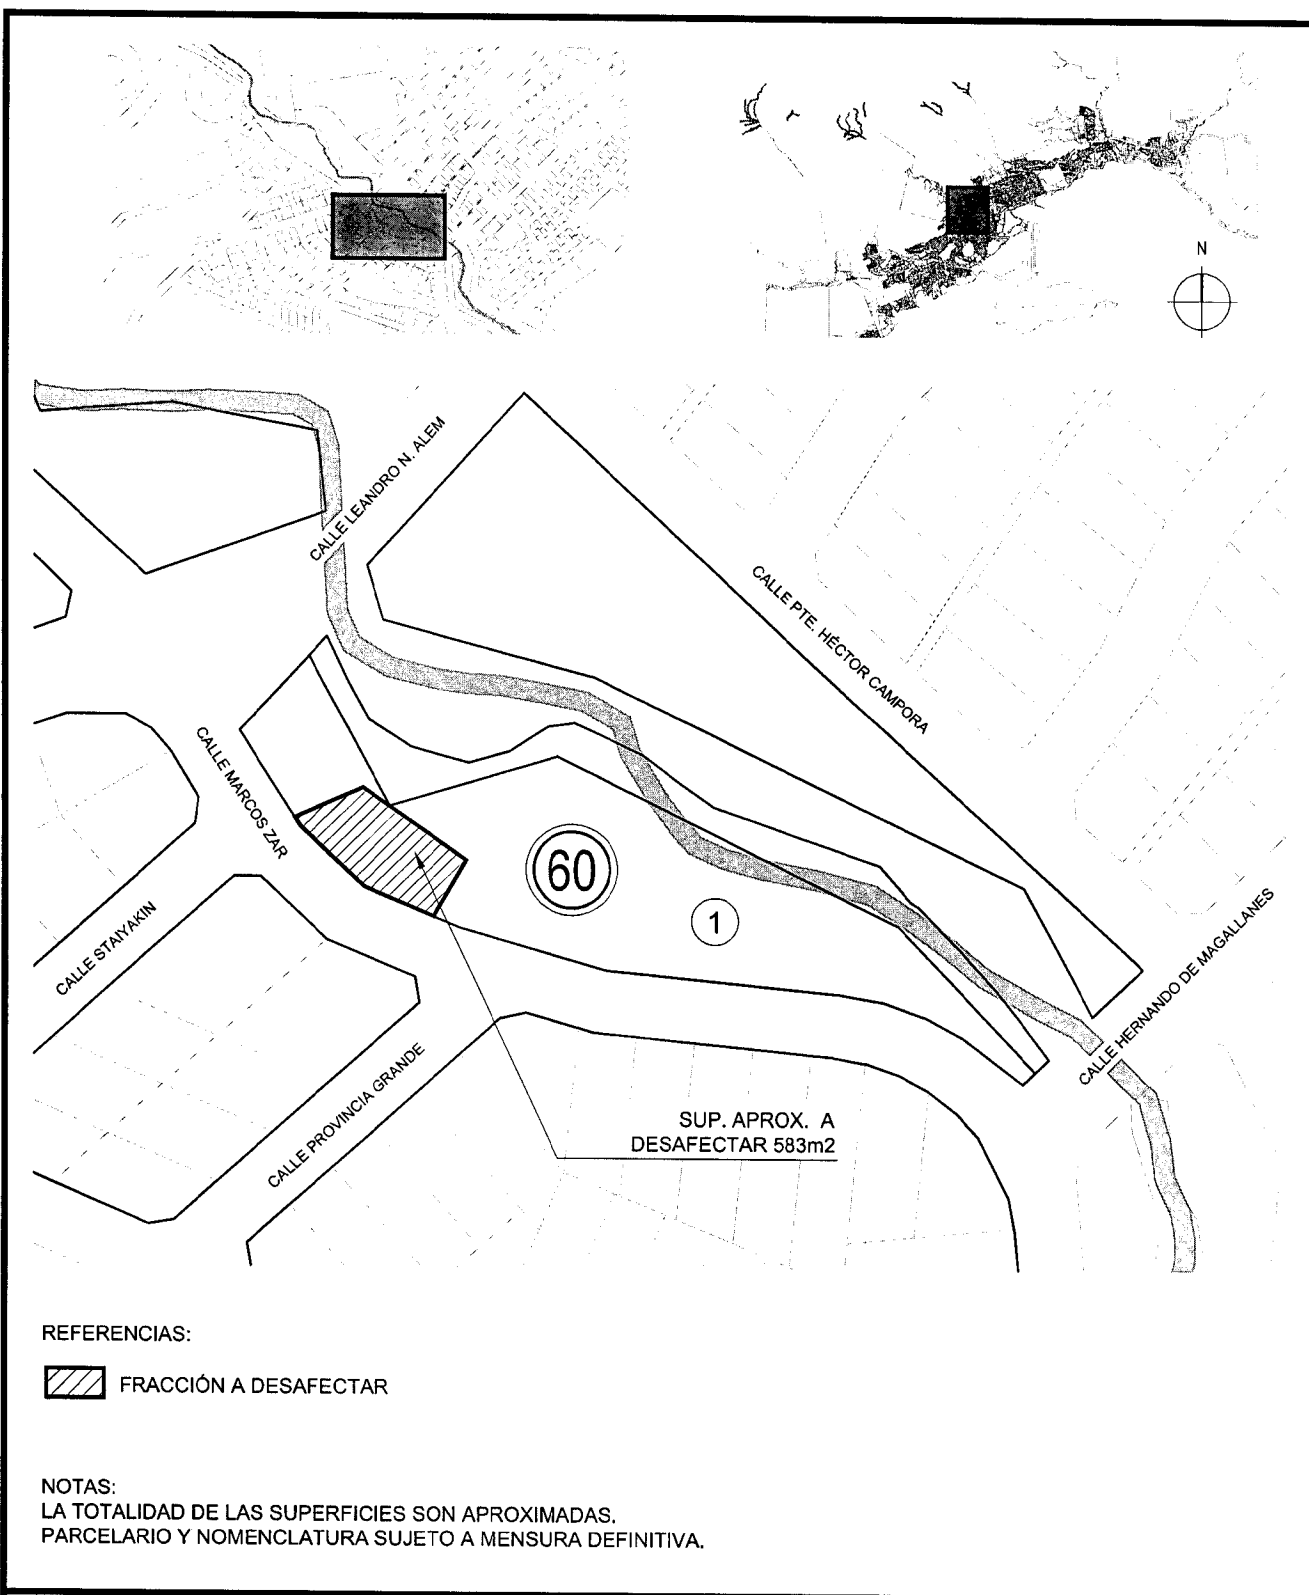 N
CALLE LEANDRO N. ALEM
CALLE PTE. HÉCTOR CAMPORA
CALLE MARCOS ZAR
60
1
CALLE STAIYAKIN
CALLE HERNANDO DE MAGALLANES
CALLE PROVINCIA GRANDE
SUP. APROX. A
DESAFECTAR 583m2
REFERENCIAS:
FRACCIÓN A DESAFECTAR
NOTAS:
LA TOTALIDAD DE LAS SUPERFICIES SON APROXIMADAS.
PARCELARIO Y NOMENCLATURA SUJETO A MENSURA DEFINITIVA.